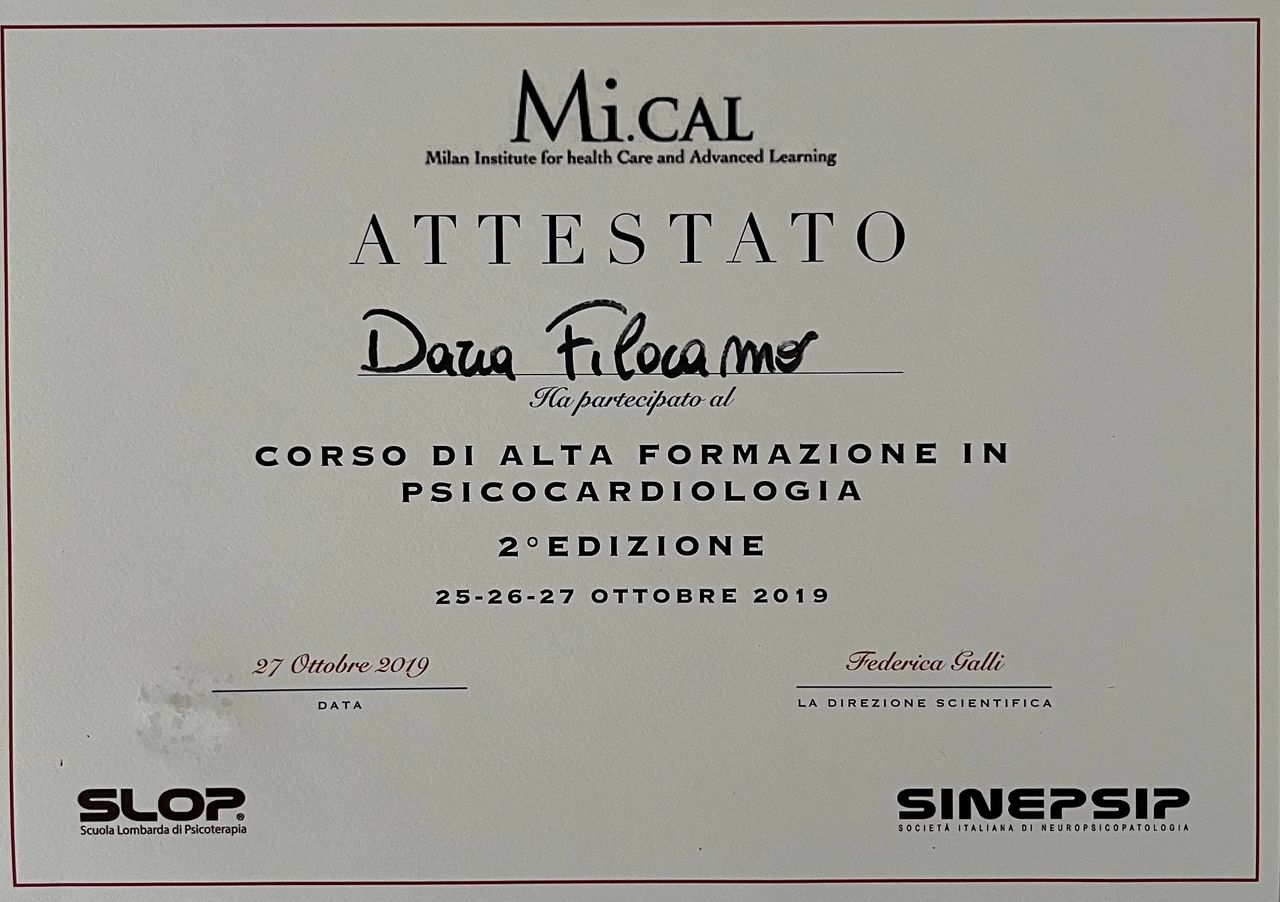 Mi.CAL
Milan Institute for health Care and Advanced Learning
ATTESTATO
Daria Filocamo
Ha partecipato al
CORSO DI ALTA FORMAZIONE IN
PSICOCARDIOLOGIA
2° EDIZIONE
25-26-27 OTTOBRE 2019
27 Ottobre 2019
DATA
Federica Galli
LA DIREZIONE SCIENTIFICA
SLOP®
Scuola Lombarda di Psicoterapia
SINEPSIP
SOCIETÀ ITALIANA DI NEUROPSICOPATOLOGIA